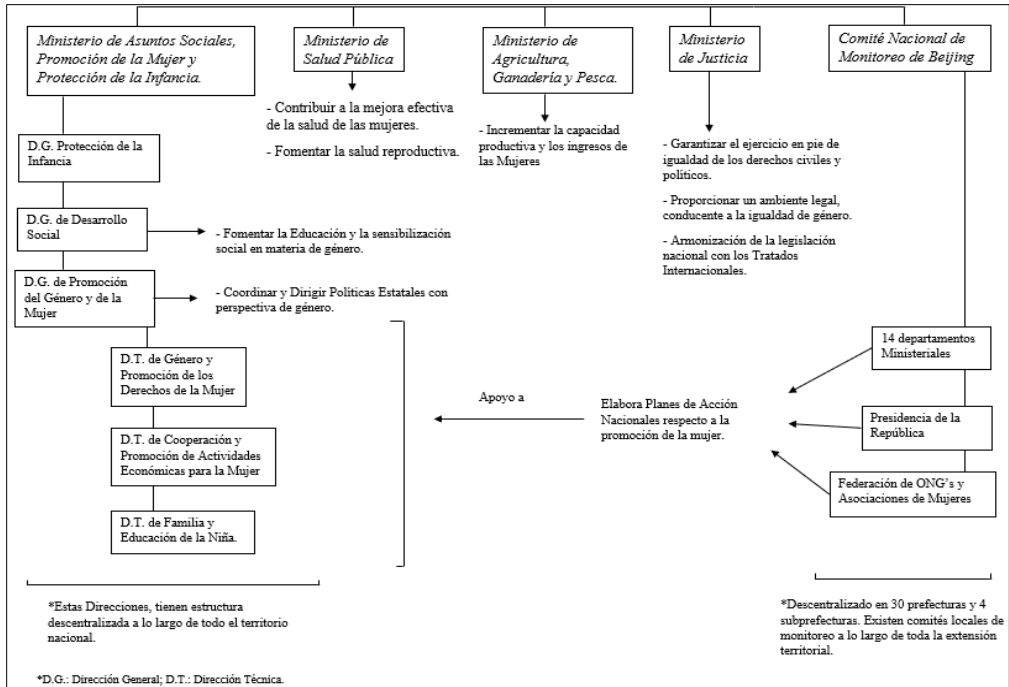 Ministerio de Asuntos Sociales,
Promoción de la Mujer y
Protección de la Infancia.
Ministerio de
Salud Pública
Ministerio de
Agricultura,
Ganadería y Pesca.
Ministerio
de Justicia
Comité Nacional de
Monitoreo de Beijing
- Contribuir a la mejora efectiva
de la salud de las mujeres.
- Fomentar la salud reproductiva.
- Incrementar la capacidad
productiva y los ingresos de
las Mujeres
- Garantizar el ejercicio en pie de
igualdad de los derechos civiles y
políticos.
- Proporcionar un ambiente legal,
conducente a la igualdad de género.
- Armonización de la legislación
nacional con los Tratados
Internacionales.
D.G. Protección de la
Infancia
D.G. de Desarrollo
Social
- Fomentar la Educación y la sensibilización
social en materia de género.
D.G. de Promoción
del Género y de la
Mujer
- Coordinar y Dirigir Políticas Estatales con
perspectiva de género.
D.T. de Género y
Promoción de los
Derechos de la Mujer
D.T. de Cooperación y
Promoción de Actividades
Económicas para la Mujer
D.T. de Familia y
Educación de la Niña.
Apoyo a
Elabora Planes de Acción
Nacionales respecto a la
promoción de la mujer.
14 departamentos
Ministeriales
Presidencia de la
República
Federación de ONG's y
Asociaciones de Mujeres
*Estas Direcciones, tienen estructura
descentralizada a lo largo de todo el territorio
nacional.
*Descentralizado en 30 prefecturas y 4
subprefecturas. Existen comités locales de
monitoreo a lo largo de toda la extensión
territorial.
*D.G.: Dirección General; D.T.: Dirección Técnica.